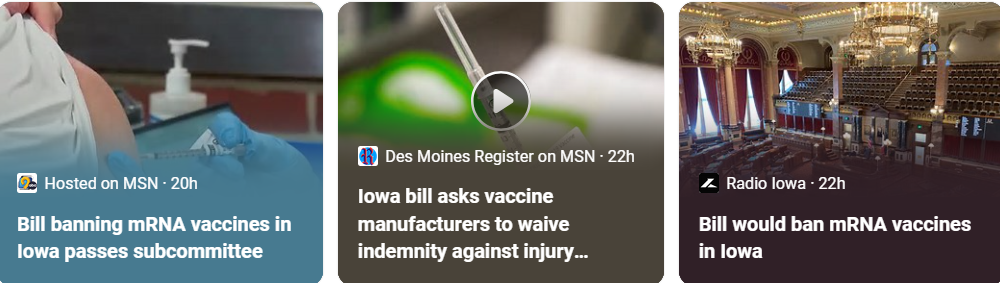 Hosted on MSN · 20h
Bill banning mRNA vaccines in
Iowa passes subcommittee
Des Moines Register on MSN · 22h
Iowa bill asks vaccine
manufacturers to waive
indemnity against injury...
Radio Iowa · 22h
Bill would ban mRNA vaccines
in Iowa